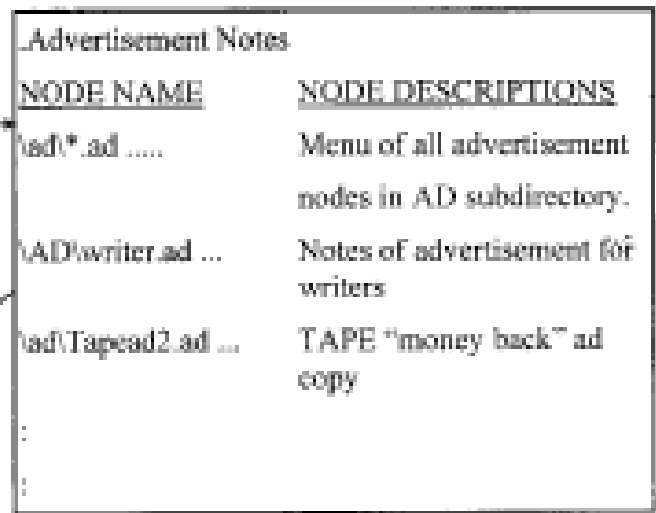 .Advertisement Notes
NODE NAME NODE DESCRIPTIONS
\ad\*.ad ..... Menu of all advertisement
nodes in AD subdirectory.
\AD\writer.ad ... Notes of advertisement for
writers
\ad\Tapead2.ad ... TAPE "money back" ad
copy
:
: